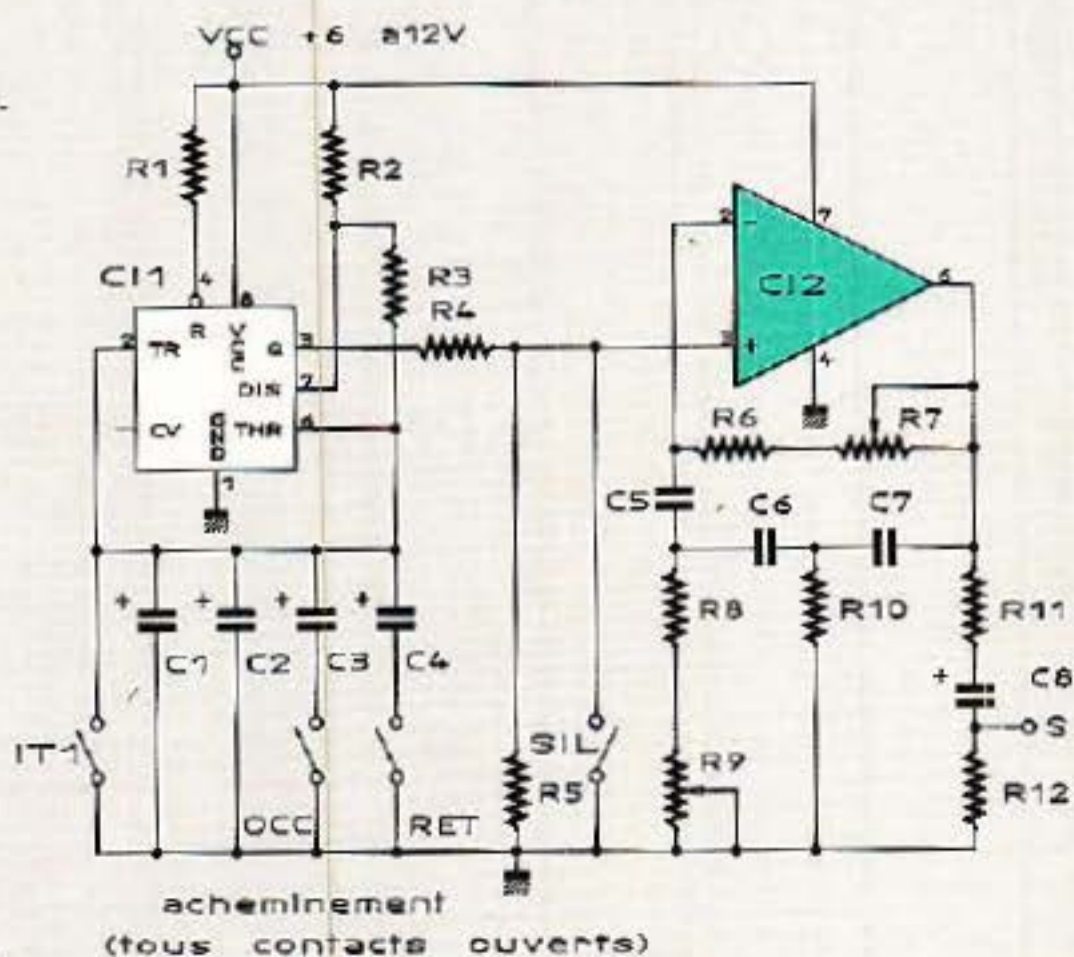 VCC +6 a12V
R1
R2
CI1
4
8
R3
R4
2
TR
R
VCC
Q
3
DIS
7
CV
GND
THR
6
1
2
-
7
CI2
6
3
+
4
R6
R7
C5
C6
C7
R8
R10
R11
+
C1
+
C2
+
C3
+
C4
+
C8
S
IT1
OCC
RET
SIL
R5
R9
R12
acheminement
(tous contacts ouverts)